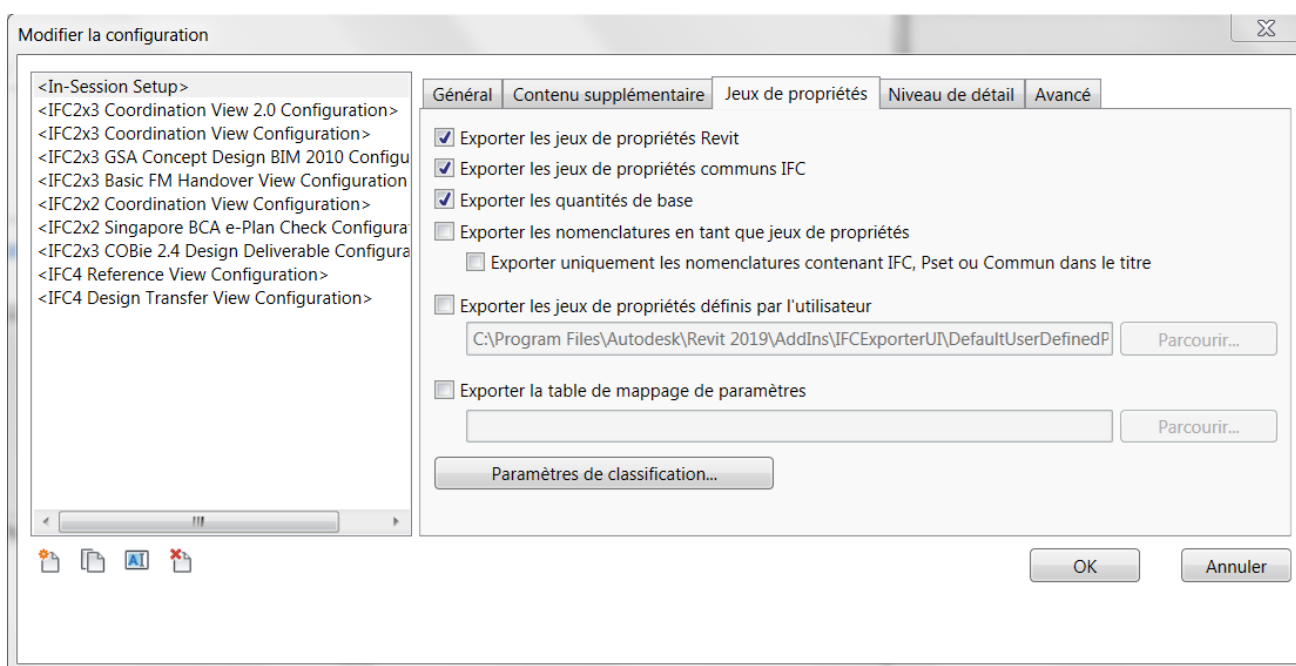 Modifier la configuration
<In-Session Setup>
<IFC2x3 Coordination View 2.0 Configuration>
<IFC2x3 Coordination View Configuration>
<IFC2x3 GSA Concept Design BIM 2010 Configu
<IFC2x3 Basic FM Handover View Configuration
<IFC2x2 Coordination View Configuration>
<IFC2x2 Singapore BCA e-Plan Check Configura
<IFC2x3 COBie 2.4 Design Deliverable Configura
<IFC4 Reference View Configuration>
<IFC4 Design Transfer View Configuration>
Général Contenu supplémentaire Jeux de propriétés Niveau de détail Avancé
Exporter les jeux de propriétés Revit
Exporter les jeux de propriétés communs IFC
Exporter les quantités de base
Exporter les nomenclatures en tant que jeux de propriétés
Exporter uniquement les nomenclatures contenant IFC, Pset ou Commun dans le titre
Exporter les jeux de propriétés définis par l'utilisateur
C:\Program Files\Autodesk\Revit 2019\AddIns\IFCExporterUI\DefaultUserDefinedP Parcourir...
Exporter la table de mappage de paramètres
Parcourir...
Paramètres de classification...
OK Annuler